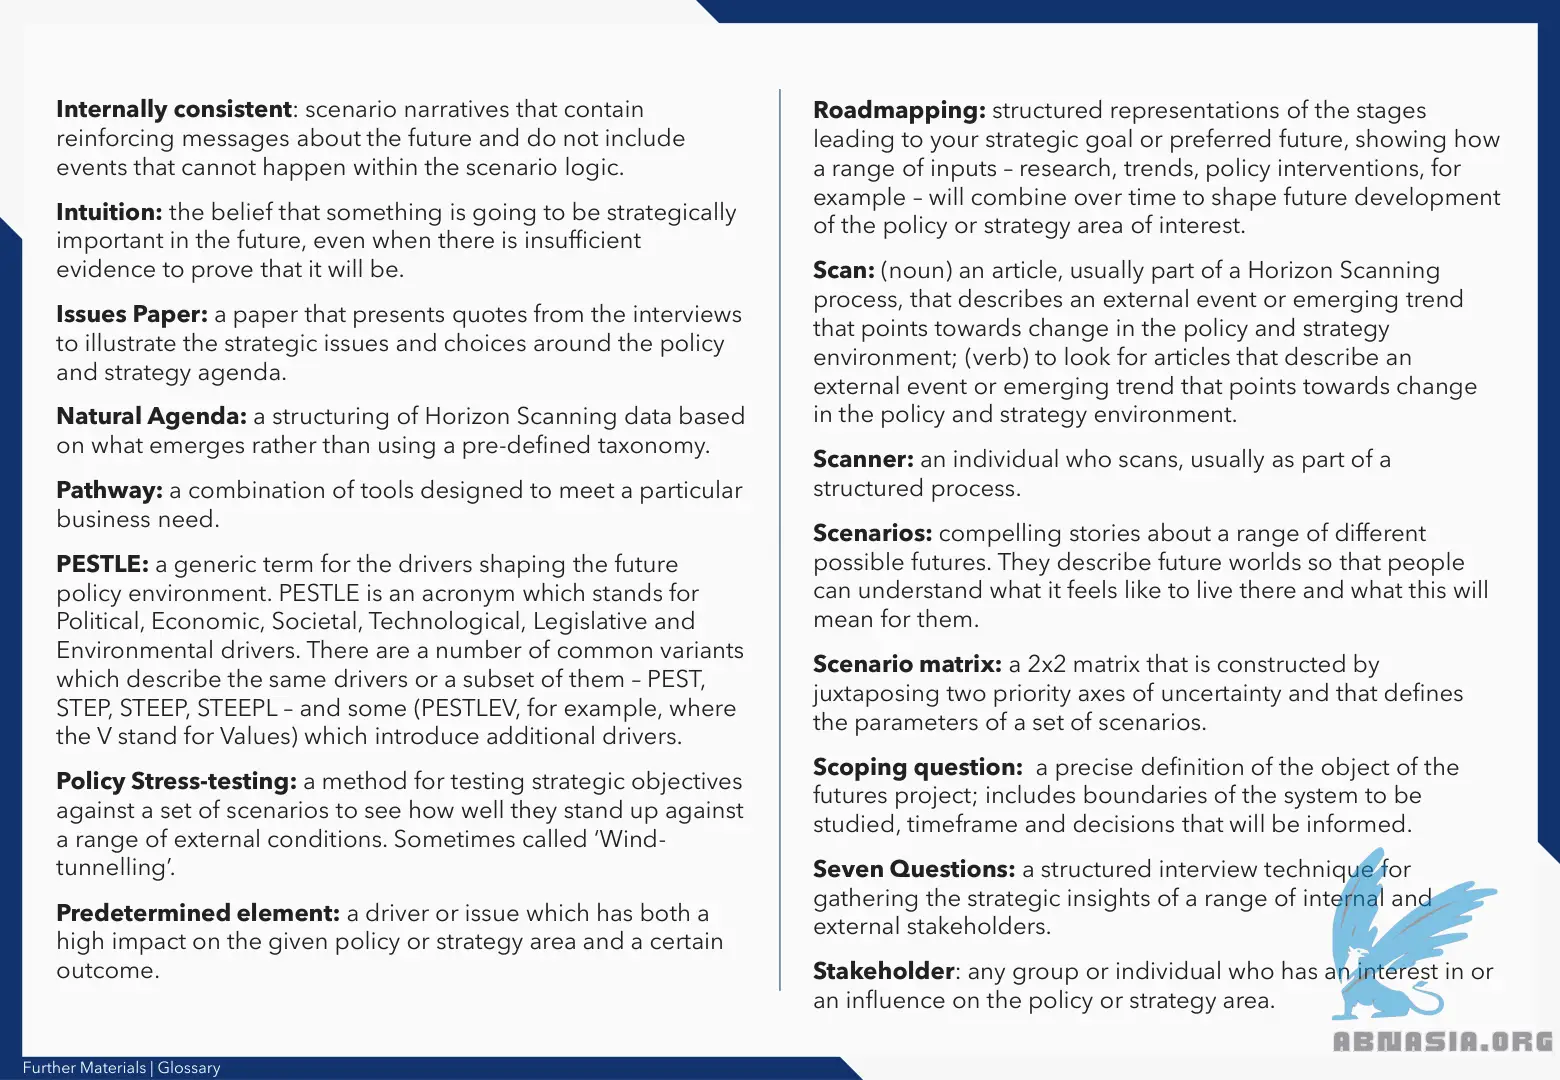 Internally consistent: scenario narratives that contain
reinforcing messages about the future and do not include
events that cannot happen within the scenario logic.
Intuition: the belief that something is going to be strategically
important in the future, even when there is insufficient
evidence to prove that it will be.
Issues Paper: a paper that presents quotes from the interviews
to illustrate the strategic issues and choices around the policy
and strategy agenda.
Natural Agenda: a structuring of Horizon Scanning data based
on what emerges rather than using a pre-defined taxonomy.
Pathway: a combination of tools designed to meet a particular
business need.
PESTLE: a generic term for the drivers shaping the future
policy environment. PESTLE is an acronym which stands for
Political, Economic, Societal, Technological, Legislative and
Environmental drivers. There are a number of common variants
which describe the same drivers or a subset of them – PEST,
STEP, STEEP, STEEPL – and some (PESTLEV, for example, where
the V stand for Values) which introduce additional drivers.
Policy Stress-testing: a method for testing strategic objectives
against a set of scenarios to see how well they stand up against
a range of external conditions. Sometimes called ‘Wind-
tunnelling’.
Predetermined element: a driver or issue which has both a
high impact on the given policy or strategy area and a certain
outcome.
Roadmapping: structured representations of the stages
leading to your strategic goal or preferred future, showing how
a range of inputs – research, trends, policy interventions, for
example – will combine over time to shape future development
of the policy or strategy area of interest.
Scan: (noun) an article, usually part of a Horizon Scanning
process, that describes an external event or emerging trend
that points towards change in the policy and strategy
environment; (verb) to look for articles that describe an
external event or emerging trend that points towards change
in the policy and strategy environment.
Scanner: an individual who scans, usually as part of a
structured process.
Scenarios: compelling stories about a range of different
possible futures. They describe future worlds so that people
can understand what it feels like to live there and what this will
mean for them.
Scenario matrix: a 2x2 matrix that is constructed by
juxtaposing two priority axes of uncertainty and that defines
the parameters of a set of scenarios.
Scoping question: a precise definition of the object of the
futures project; includes boundaries of the system to be
studied, timeframe and decisions that will be informed.
Seven Questions: a structured interview technique for
gathering the strategic insights of a range of internal and
external stakeholders.
Stakeholder: any group or individual who has an interest in or
an influence on the policy or strategy area.
ABNASIA.ORG
Further Materials | Glossary